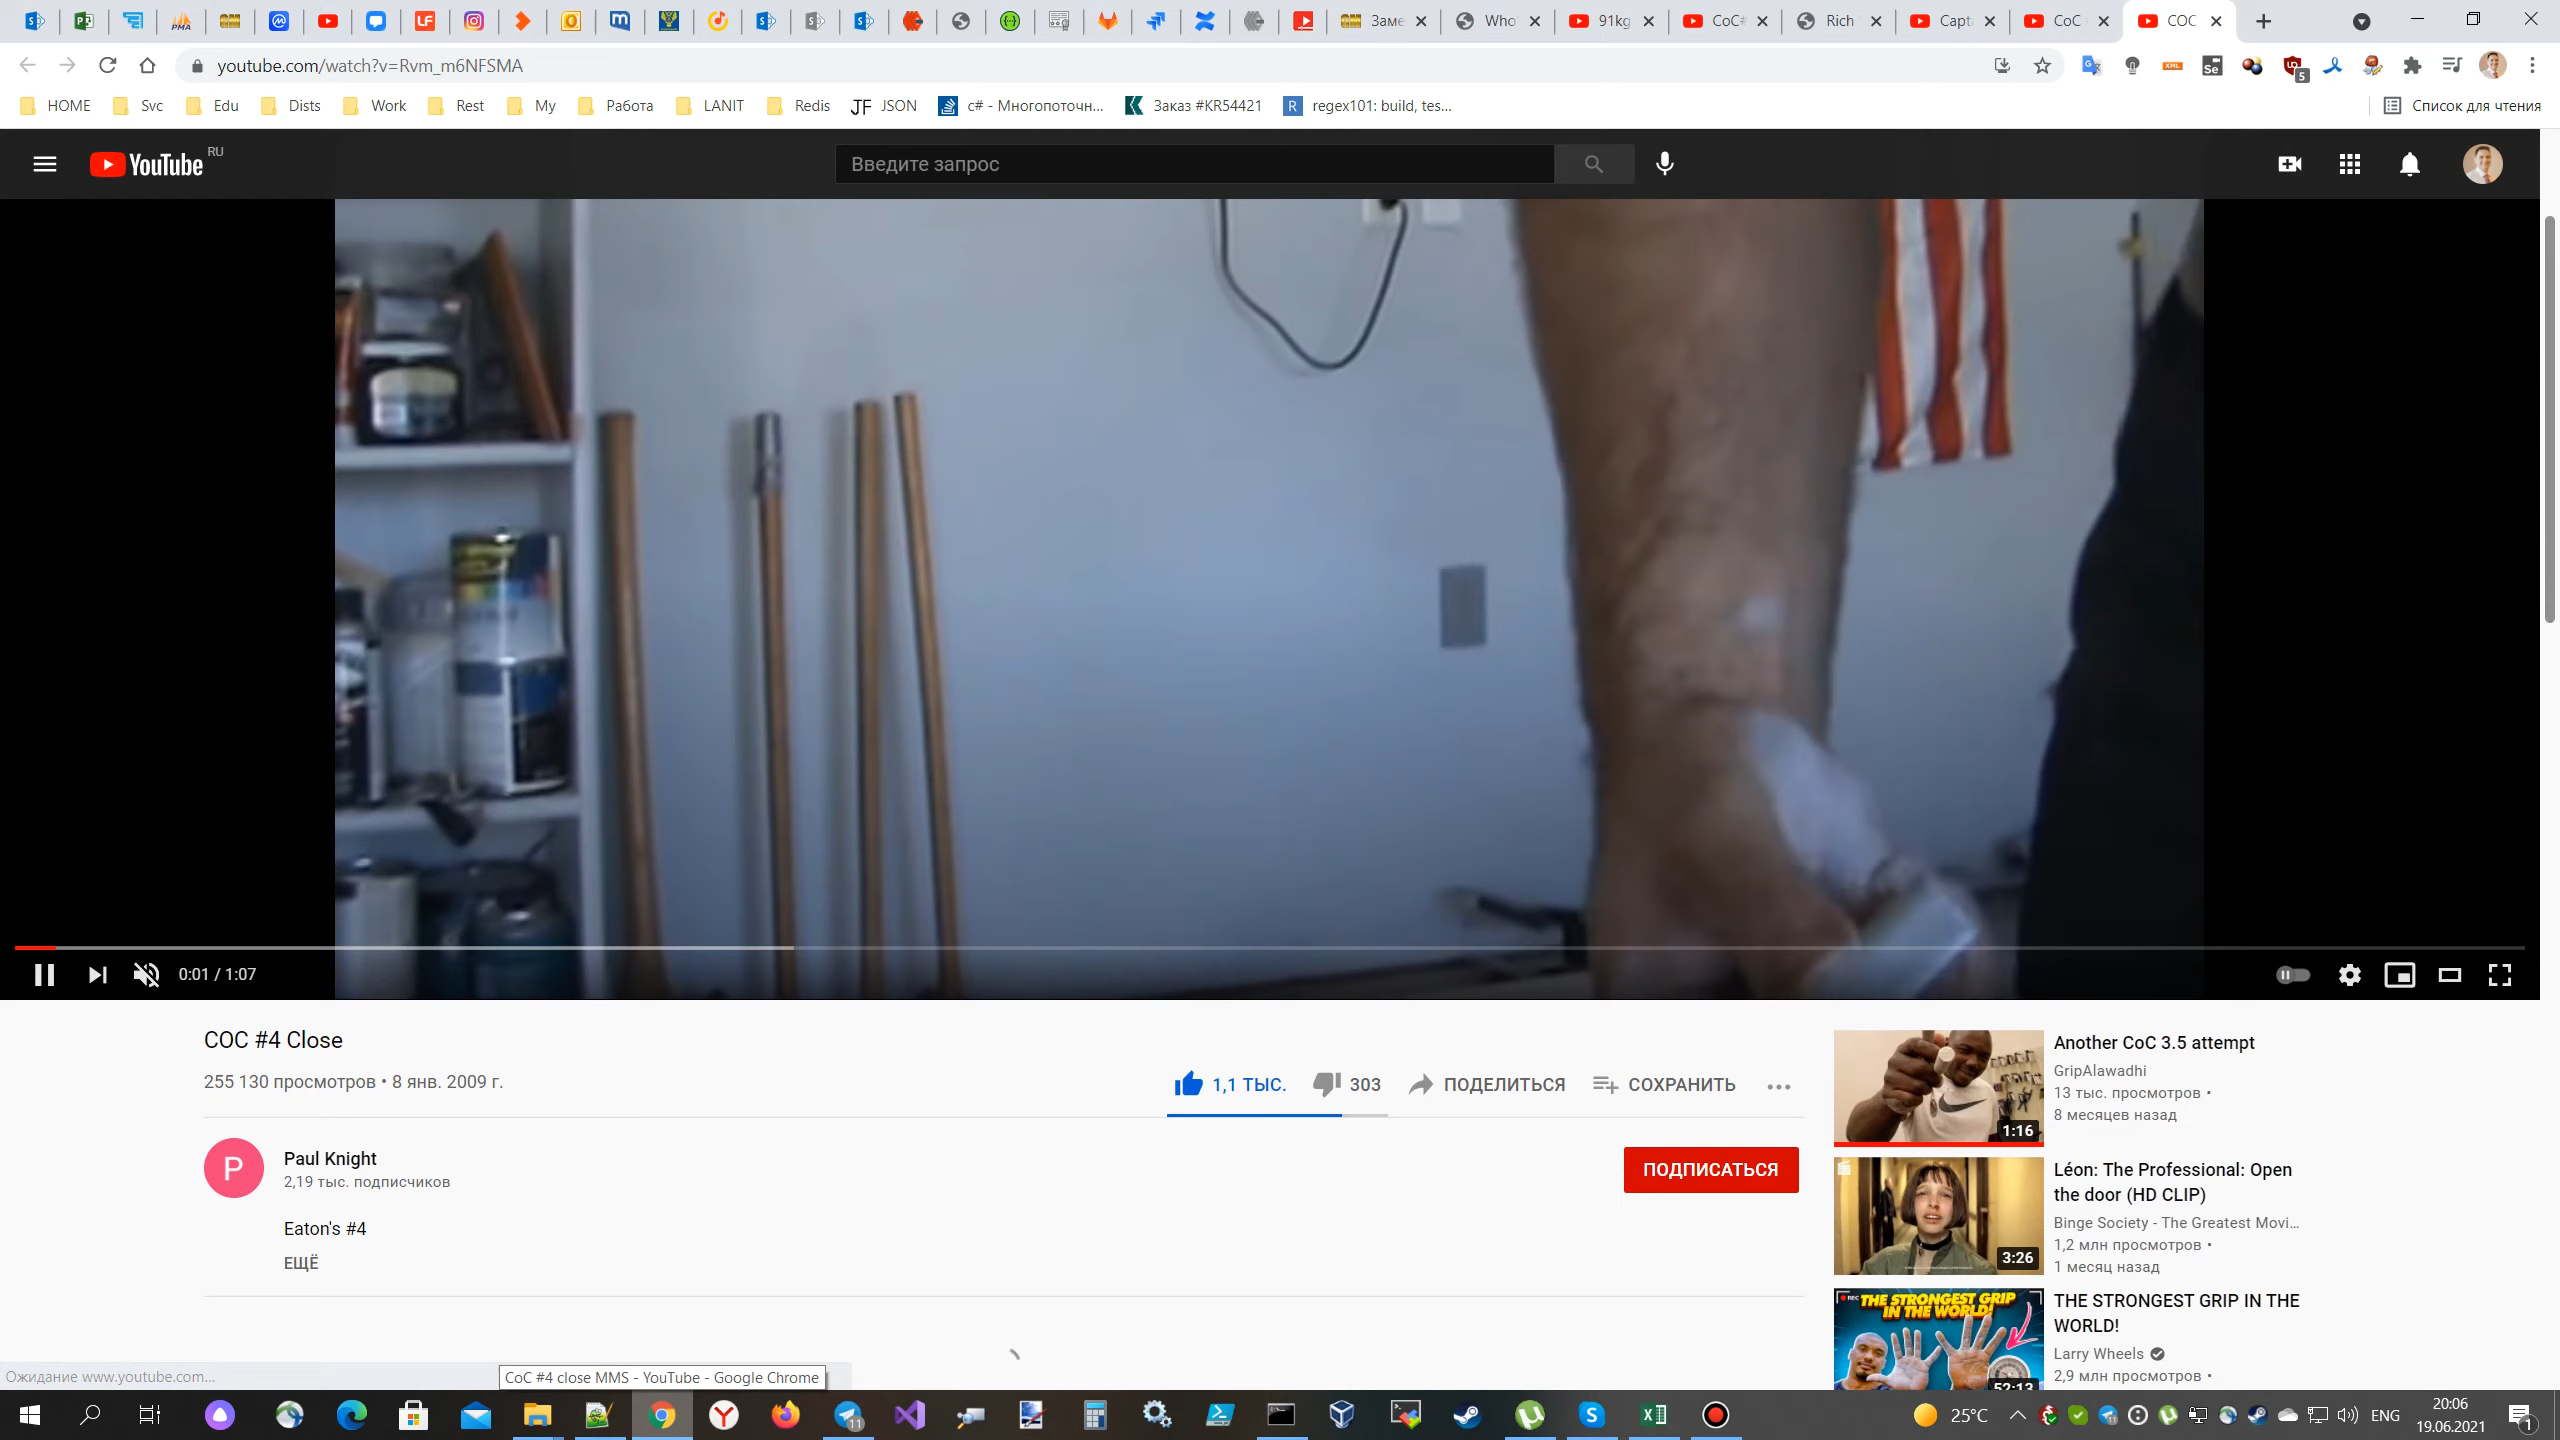 Заме
Who
91kg
CoC#
Rich
Capt
CoC
COC
youtube.com/watch?v=Rvm_m6NFSMA
5
HOME
Svc
Edu
Dists
Work
Rest
My
Работа
LANIT
Redis
JSON
c# - Многопоточн...
Заказ #KR54421
regex101: build, tes...
Список для чтения
YouTube RU
Введите запрос
0:01 / 1:07
COC #4 Close
255 130 просмотров • 8 янв. 2009 г.
1,1 ТЫС.
303
ПОДЕЛИТЬСЯ
СОХРАНИТЬ
P
Paul Knight
2,19 тыс. подписчиков
ПОДПИСАТЬСЯ
Eaton's #4
ЕЩЁ
1:16
Another CoC 3.5 attempt
GripAlawadhi
13 тыс. просмотров •
8 месяцев назад
3:26
Léon: The Professional: Open
the door (HD CLIP)
Binge Society - The Greatest Movi...
1,2 млн просмотров •
1 месяц назад
REC
THE STRONGEST GRIP
IN THE WORLD!
52:13
THE STRONGEST GRIP IN THE
WORLD!
Larry Wheels
2,9 млн просмотров •
Ожидание www.youtube.com...
CoC #4 close MMS - YouTube - Google Chrome
11
25°C
ENG
20:06
19.06.2021
1